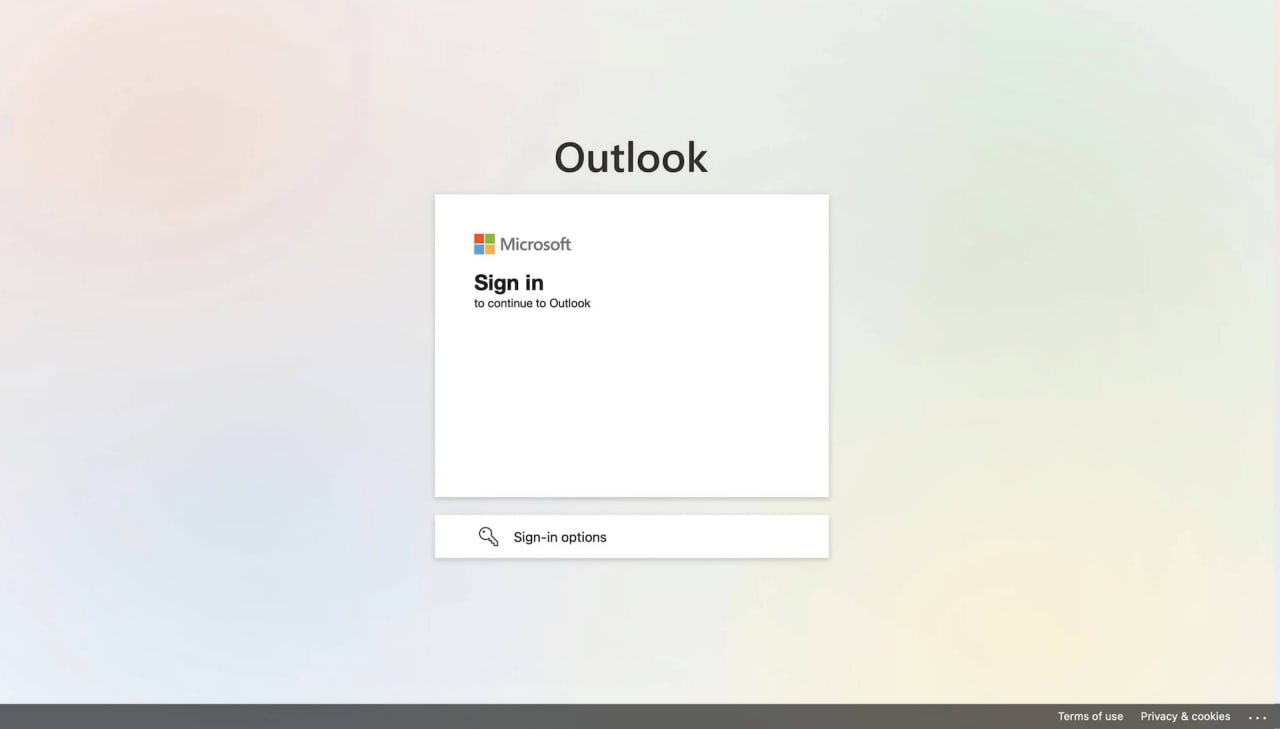 Outlook
Microsoft
Sign in
to continue to Outlook
Sign-in options
Terms of use Privacy & cookies ...